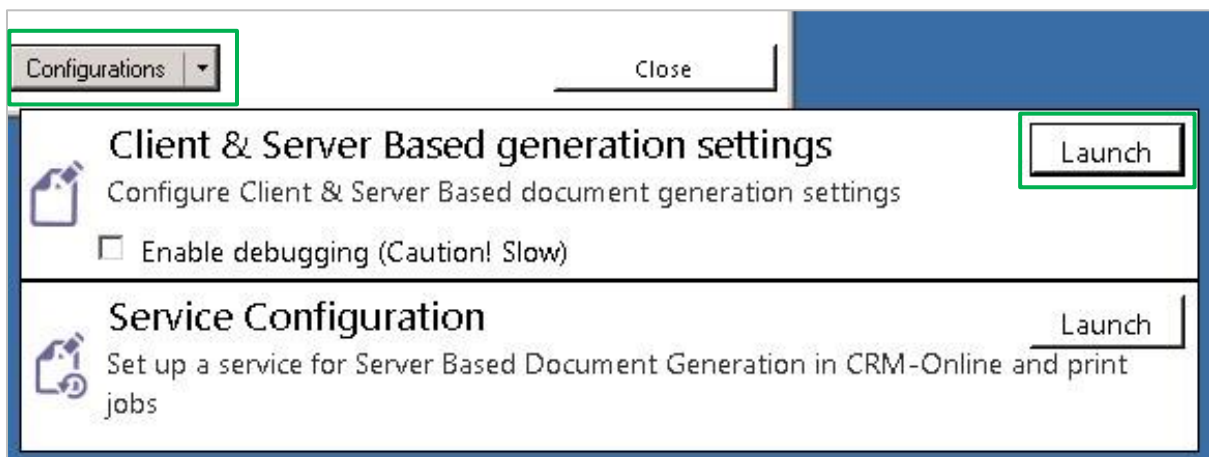 Configurations
Close
Client & Server Based generation settings
Launch
Configure Client & Server Based document generation settings
Enable debugging (Caution! Slow)
Service Configuration
Launch
Set up a service for Server Based Document Generation in CRM-Online and print
jobs